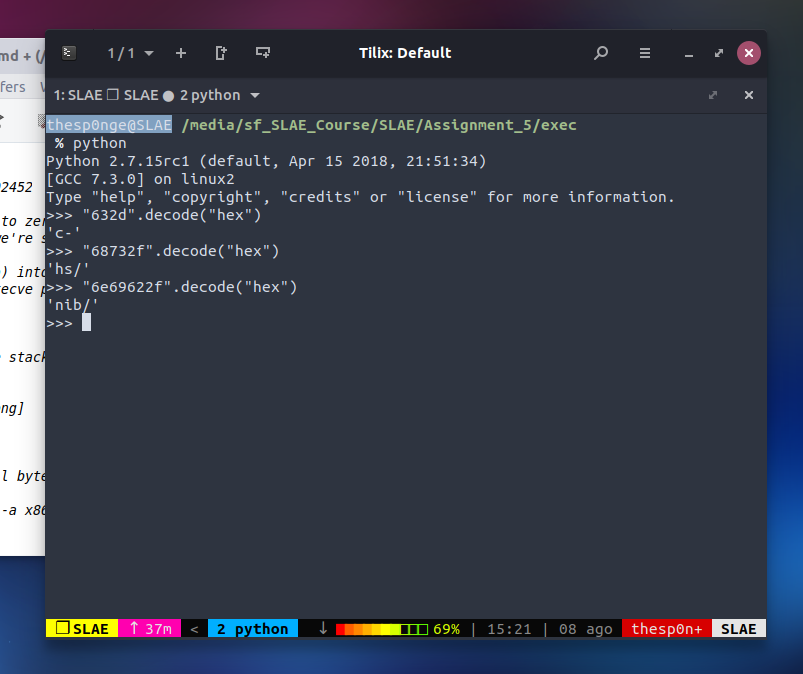 1 / 1
Tilix: Default
1: SLAE ❐ SLAE ● 2 python
thesp0nge@SLAE /media/sf_SLAE_Course/SLAE/Assignment_5/exec
% python
Python 2.7.15rc1 (default, Apr 15 2018, 21:51:34)
[GCC 7.3.0] on linux2
Type "help", "copyright", "credits" or "license" for more information.
>>> "632d".decode("hex")
'c-'
>>> "68732f".decode("hex")
'hs/'
>>> "6e69622f".decode("hex")
'nib/'
>>>
❐ SLAE ↑ 37m < 2 python ↓ 69% | 15:21 | 08 ago thesp0n+ SLAE
md + (/
fers
02452
to zer
e're s
) into
ecve p
stack
ng]
l byte
-a x86